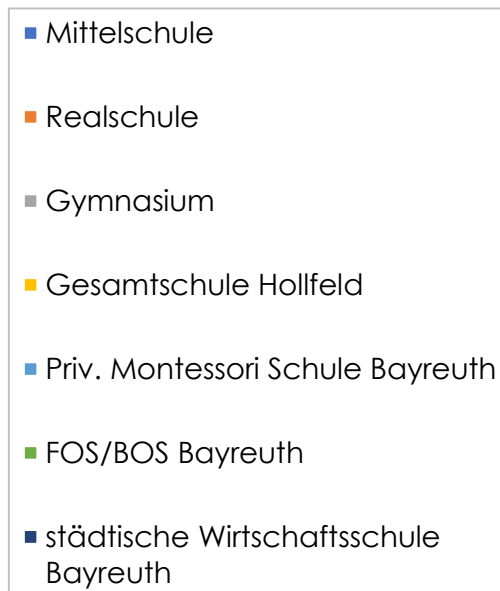 Mittelschule
Realschule
Gymnasium
Gesamtschule Hollfeld
Priv. Montessori Schule Bayreuth
FOS/BOS Bayreuth
städtische Wirtschaftsschule
Bayreuth